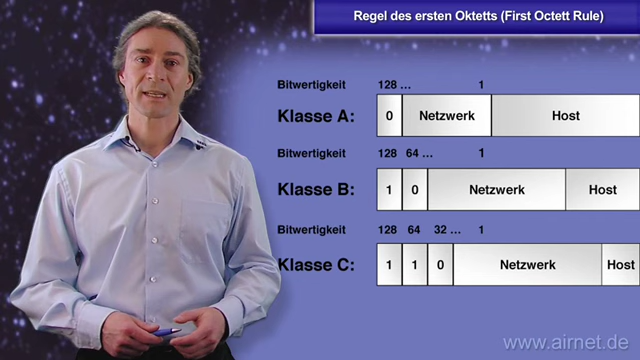 Regel des ersten Oktetts (First Octett Rule)
Bitwertigkeit 128 ... 1
Klasse A: 0 Netzwerk Host
Bitwertigkeit 128 64 ... 1
Klasse B: 1 0 Netzwerk Host
Bitwertigkeit 128 64 32 ... 1
Klasse C: 1 1 0 Netzwerk Host
www.airnet.de